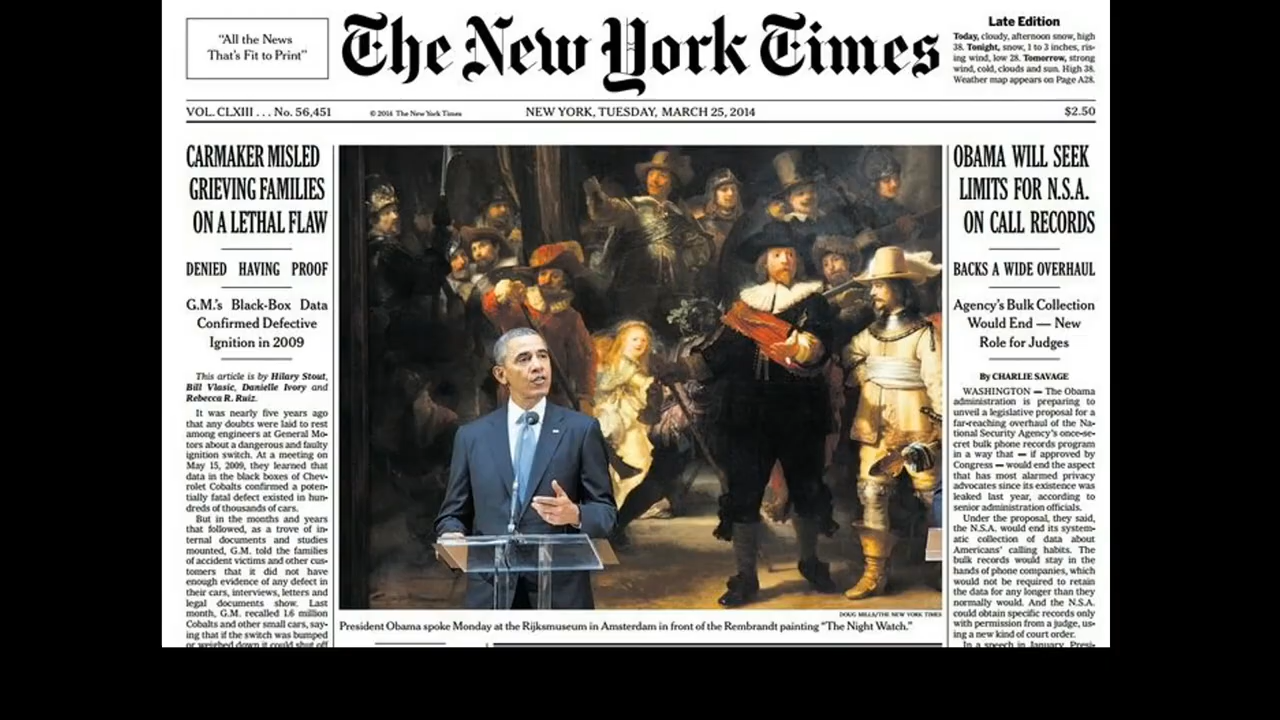 "All the News
That's Fit to Print"
The New York Times
Late Edition
Today, cloudy, afternoon snow, high
38. Tonight, snow, 1 to 3 inches, ris-
ing wind, low 28. Tomorrow, strong
wind, cold, clouds and sun. High 38.
Weather map appears on Page A28.
VOL. CLXIII . . . No. 56,451
© 2014 The New York Times
NEW YORK, TUESDAY, MARCH 25, 2014
$2.50
CARMAKER MISLED
GRIEVING FAMILIES
ON A LETHAL FLAW
DENIED HAVING PROOF
G.M.'s Black-Box Data
Confirmed Defective
Ignition in 2009
This article is by Hilary Stout,
Bill Vlasic, Danielle Ivory and
Rebecca R. Ruiz.
It was nearly five years ago
that any doubts were laid to rest
among engineers at General Mo-
tors about a dangerous and faulty
ignition switch. At a meeting on
May 15, 2009, they learned that
data in the black boxes of Chev-
rolet Cobalts confirmed a poten-
tially fatal defect existed in hun-
dreds of thousands of cars.
But in the months and years
that followed, as a trove of in-
ternal documents and studies
mounted, G.M. told the families
of accident victims and other cus-
tomers that it did not have
enough evidence of any defect in
their cars, interviews, letters and
legal documents show. Last
month, G.M. recalled 1.6 million
Cobalts and other small cars, say-
ing that if the switch was bumped
or weighed down it could shut off
DOUG MILLS/THE NEW YORK TIMES
President Obama spoke Monday at the Rijksmuseum in Amsterdam in front of the Rembrandt painting "The Night Watch."
OBAMA WILL SEEK
LIMITS FOR N.S.A.
ON CALL RECORDS
BACKS A WIDE OVERHAUL
Agency's Bulk Collection
Would End — New
Role for Judges
By CHARLIE SAVAGE
WASHINGTON — The Obama
administration is preparing to
unveil a legislative proposal for a
far-reaching overhaul of the Na-
tional Security Agency's once-se-
cret bulk phone records program
in a way that — if approved by
Congress — would end the aspect
that has most alarmed privacy
advocates since its existence was
leaked last year, according to
senior administration officials.
Under the proposal, they said,
the N.S.A. would end its system-
atic collection of data about
Americans' calling habits. The
bulk records would stay in the
hands of phone companies, which
would not be required to retain
the data for any longer than they
normally would. And the N.S.A.
could obtain specific records only
with permission from a judge, us-
ing a new kind of court order.
In a speech in January, Presi-